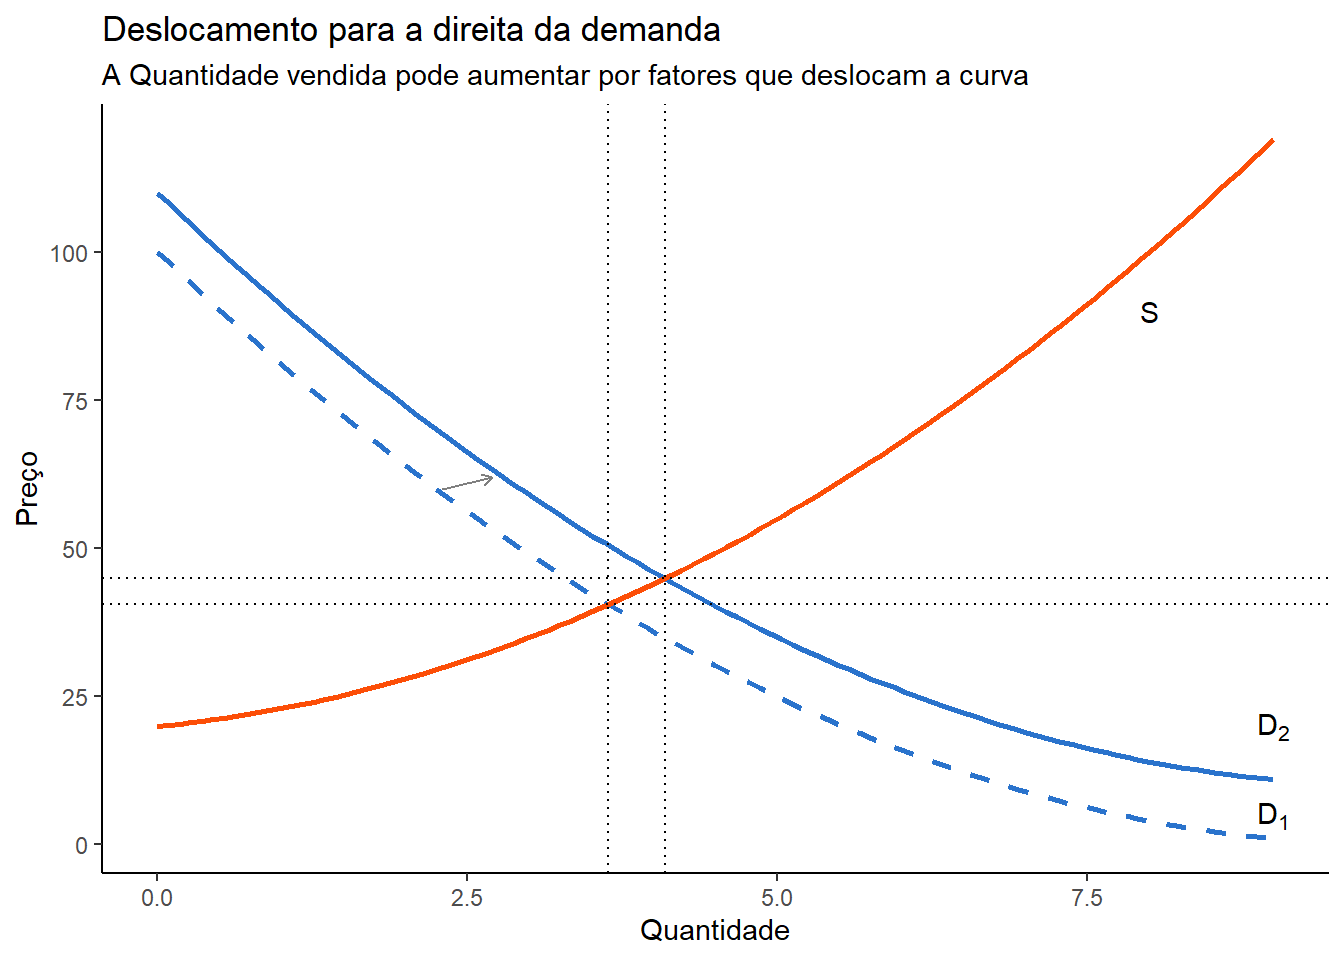 Deslocamento para a direita da demanda
A Quantidade vendida pode aumentar por fatores que deslocam a curva
100
75
50
25
0
Preço
S
D2
D1
0.0
2.5
5.0
7.5
Quantidade